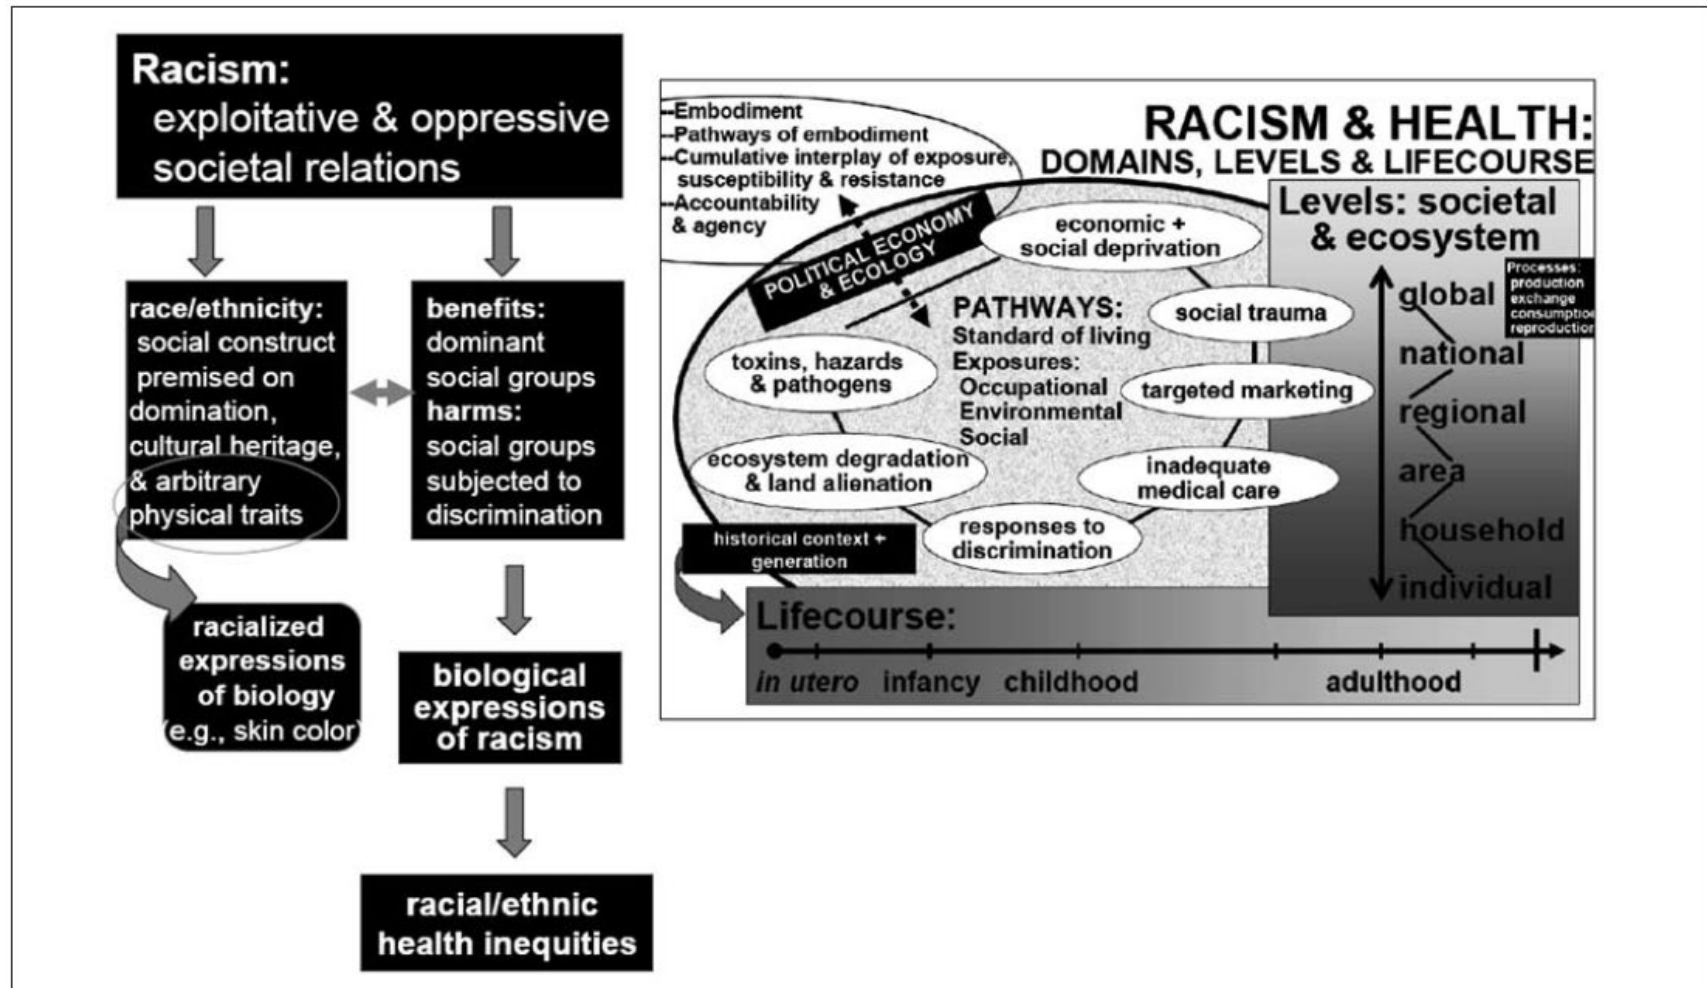 Racism:
exploitative & oppressive
societal relations
race/ethnicity:
social construct
premised on
domination,
cultural heritage,
& arbitrary
physical traits
benefits:
dominant
social groups
harms:
social groups
subjected to
discrimination
racialized
expressions
of biology
(e.g., skin color)
biological
expressions
of racism
racial/ethnic
health inequities
RACISM & HEALTH:
DOMAINS, LEVELS & LIFECOURSE
--Embodiment
--Pathways of embodiment
--Cumulative interplay of exposure,
susceptibility & resistance
--Accountability
& agency
POLITICAL ECONOMY
& ECOLOGY
economic +
social deprivation
social trauma
targeted marketing
inadequate
medical care
responses to
discrimination
ecosystem degradation
& land alienation
toxins, hazards
& pathogens
PATHWAYS:
Standard of living
Exposures:
Occupational
Environmental
Social
historical context +
generation
Levels: societal
& ecosystem
global
national
regional
area
household
individual
Processes:
production
exchange
consumption
reproduction
Lifecourse:
in utero infancy childhood adulthood